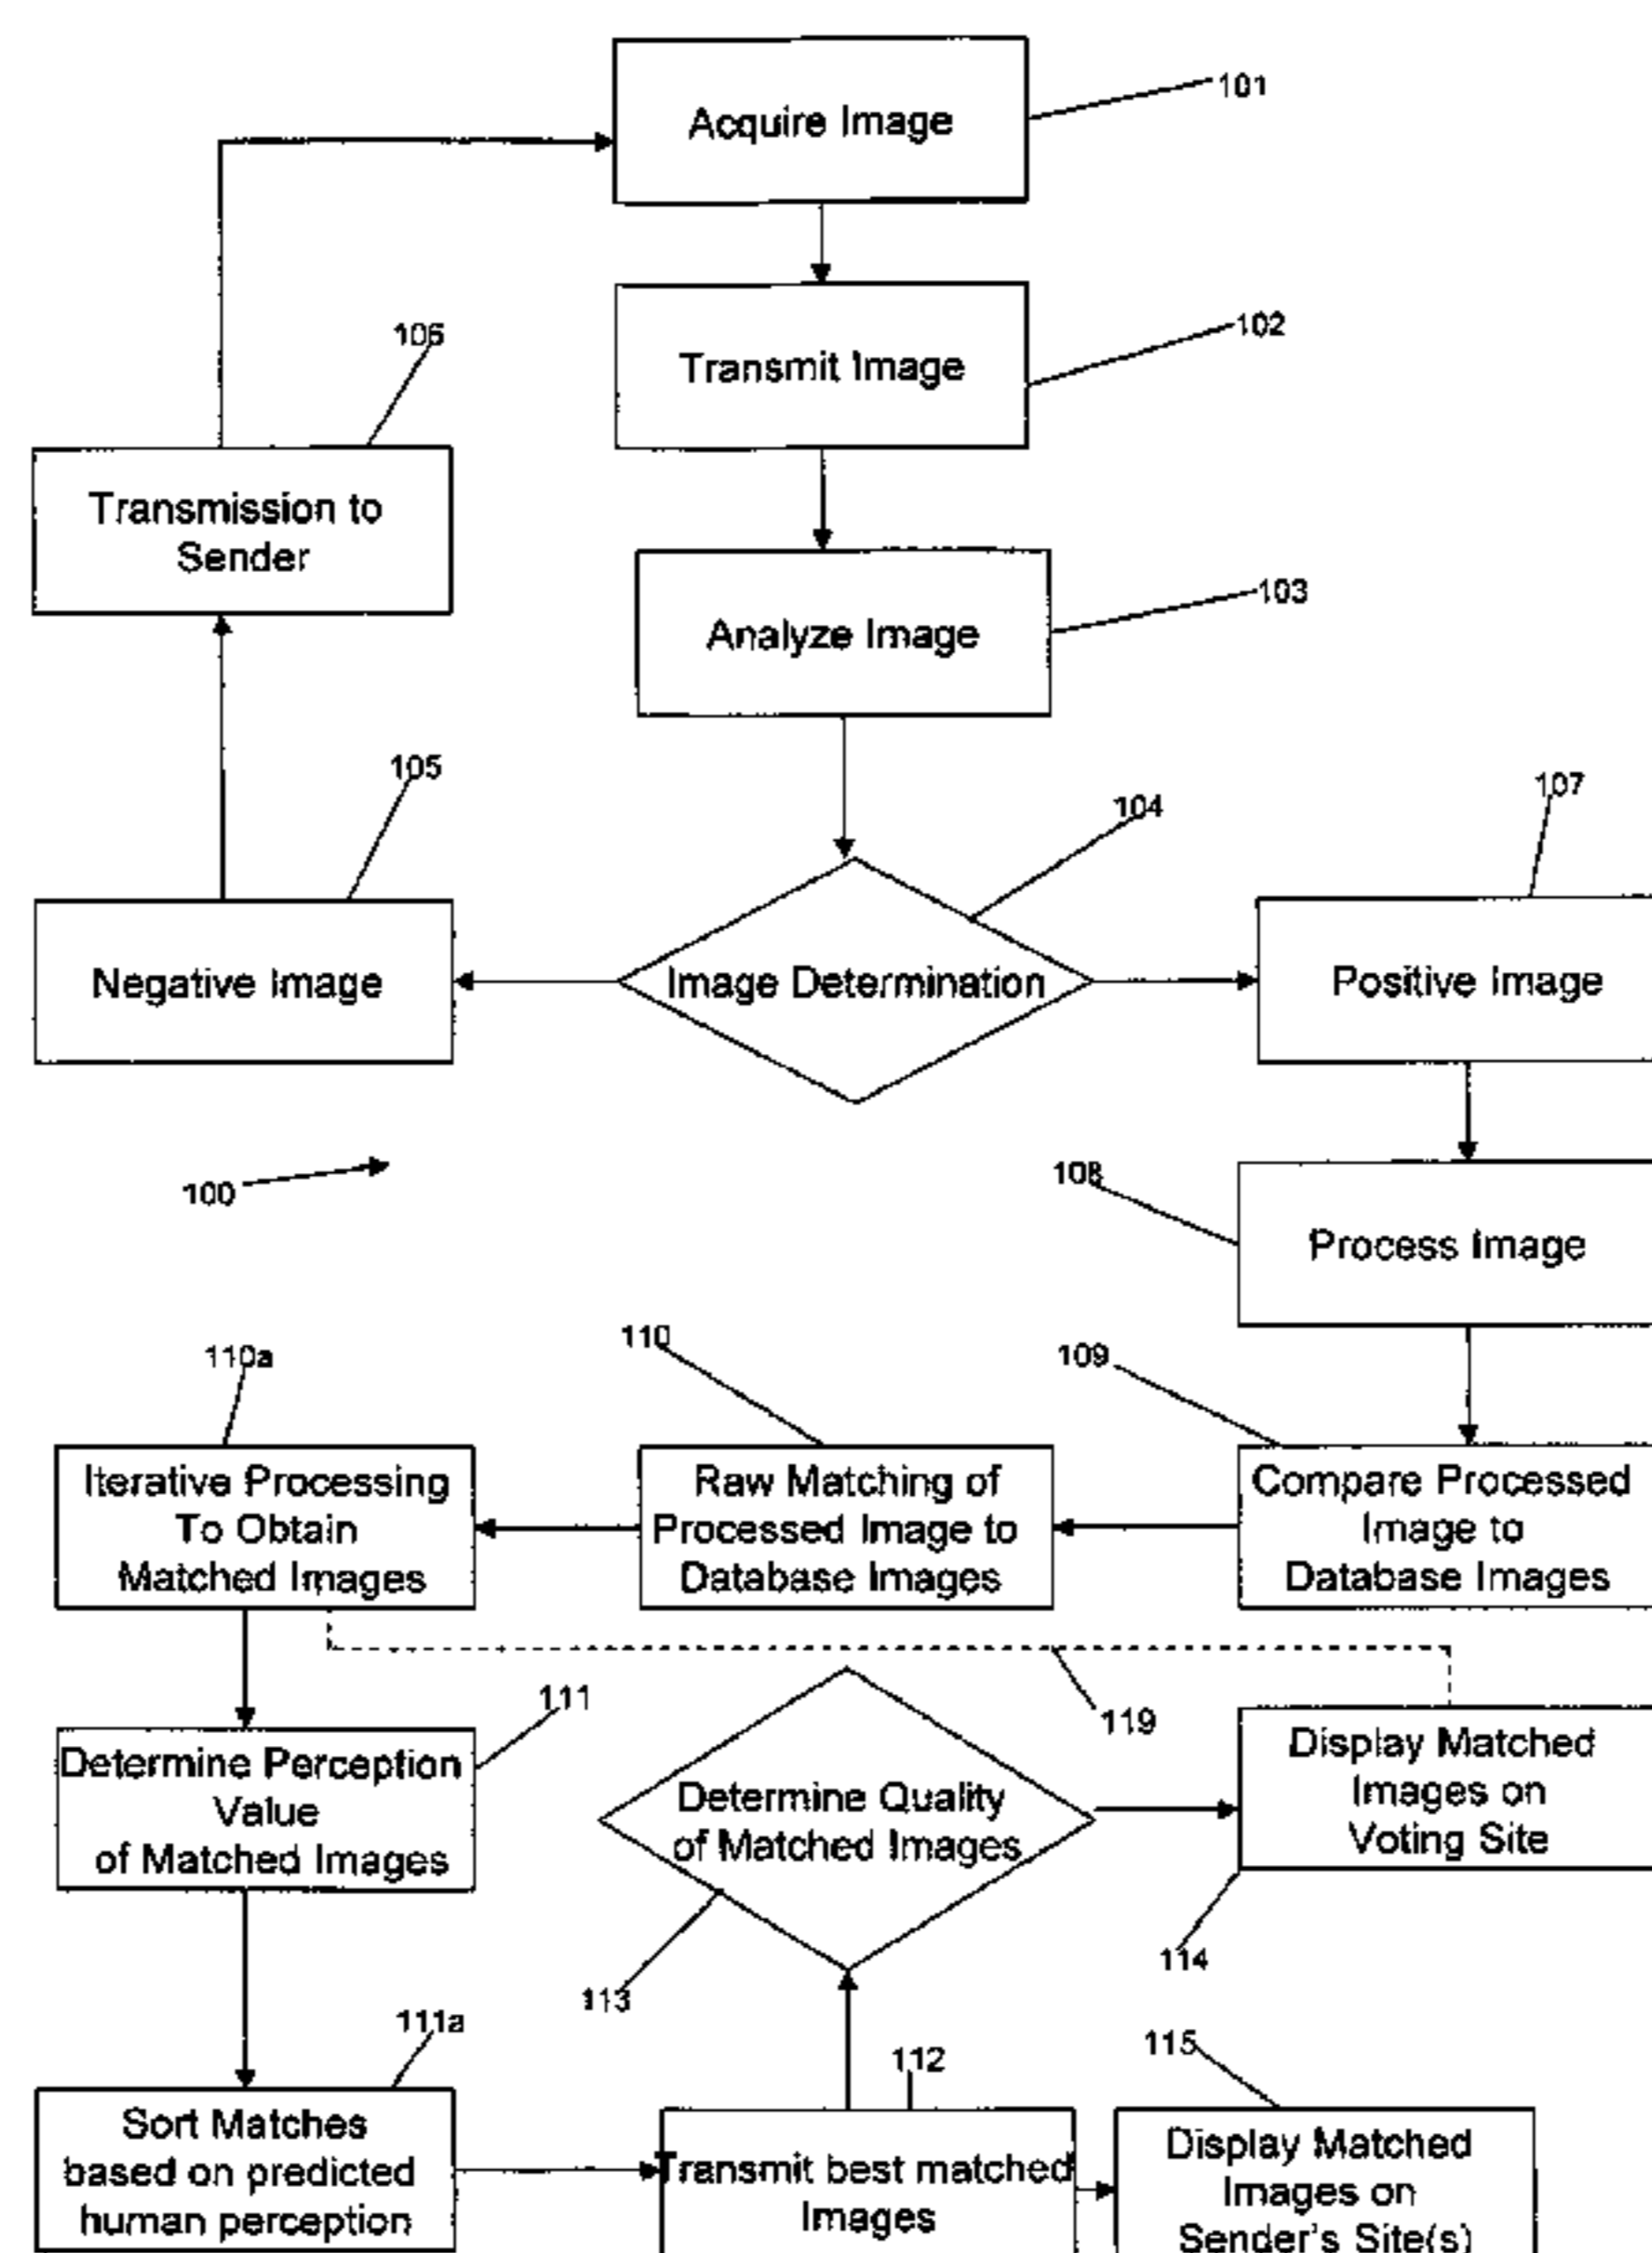 101
Acquire Image
102
Transmit Image
106
Transmission to
Sender
103
Analyze Image
105
104
107
Negative Image
Image Determination
Positive Image
100
108
Process Image
110a
110
109
Iterative Processing
To Obtain
Matched Images
Raw Matching of
Processed Image to
Database Images
Compare Processed
Image to
Database Images
111
119
Determine Perception
Value
of Matched Images
Determine Quality
of Matched Images
Display Matched
Images on
Voting Site
113
114
111a
112
115
Sort Matches
based on predicted
human perception
Transmit best matched
Images
Display Matched
Images on
Sender's Site(s)